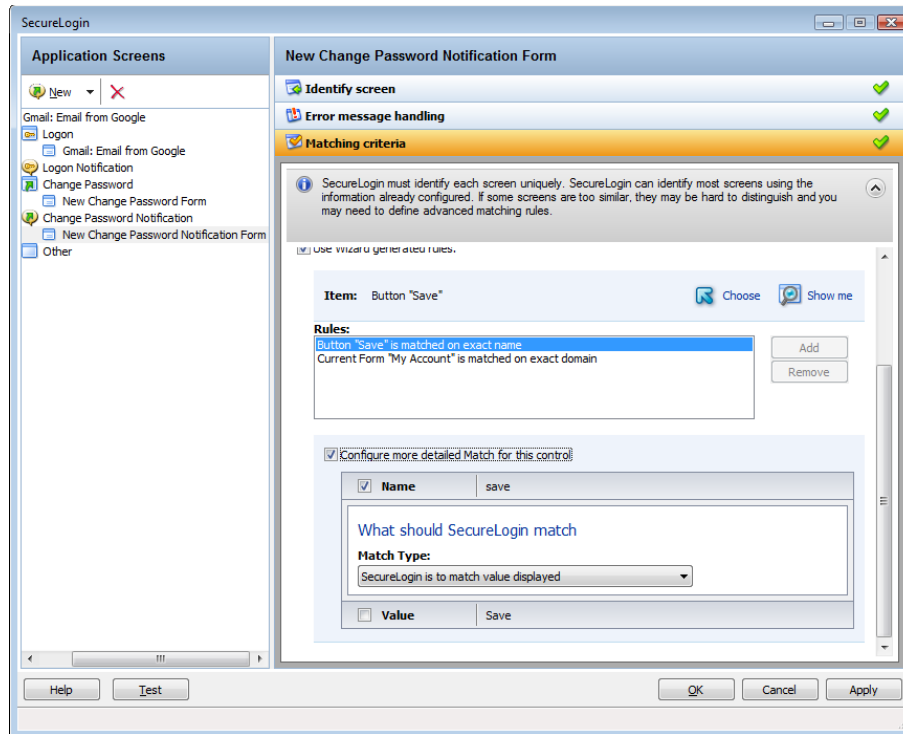 SecureLogin
Application Screens
New
Gmail: Email from Google
Logon
Gmail: Email from Google
Logon Notification
Change Password
New Change Password Form
Change Password Notification
New Change Password Notification Form
Other
New Change Password Notification Form
Identify screen
Error message handling
Matching criteria
SecureLogin must identify each screen uniquely. SecureLogin can identify most screens using the
information already configured. If some screens are too similar, they may be hard to distinguish and you
may need to define advanced matching rules.
Use Wizard generated rules.
Item: Button "Save"
Choose
Show me
Rules:
Button "Save" is matched on exact name
Current Form "My Account" is matched on exact domain
Add
Remove
Configure more detailed Match for this control
Name save
What should SecureLogin match
Match Type:
SecureLogin is to match value displayed
Value Save
Help
Test
OK
Cancel
Apply